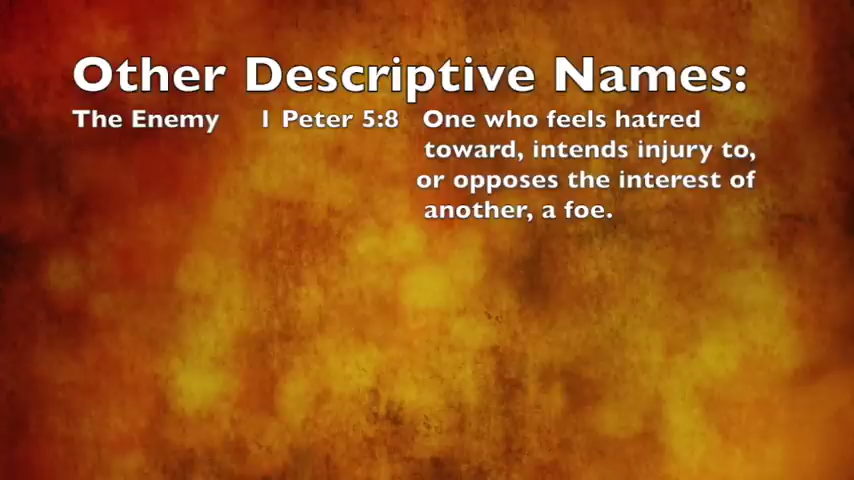 Other Descriptive Names:
The Enemy 1 Peter 5:8 One who feels hatred
toward, intends injury to,
or opposes the interest of
another, a foe.